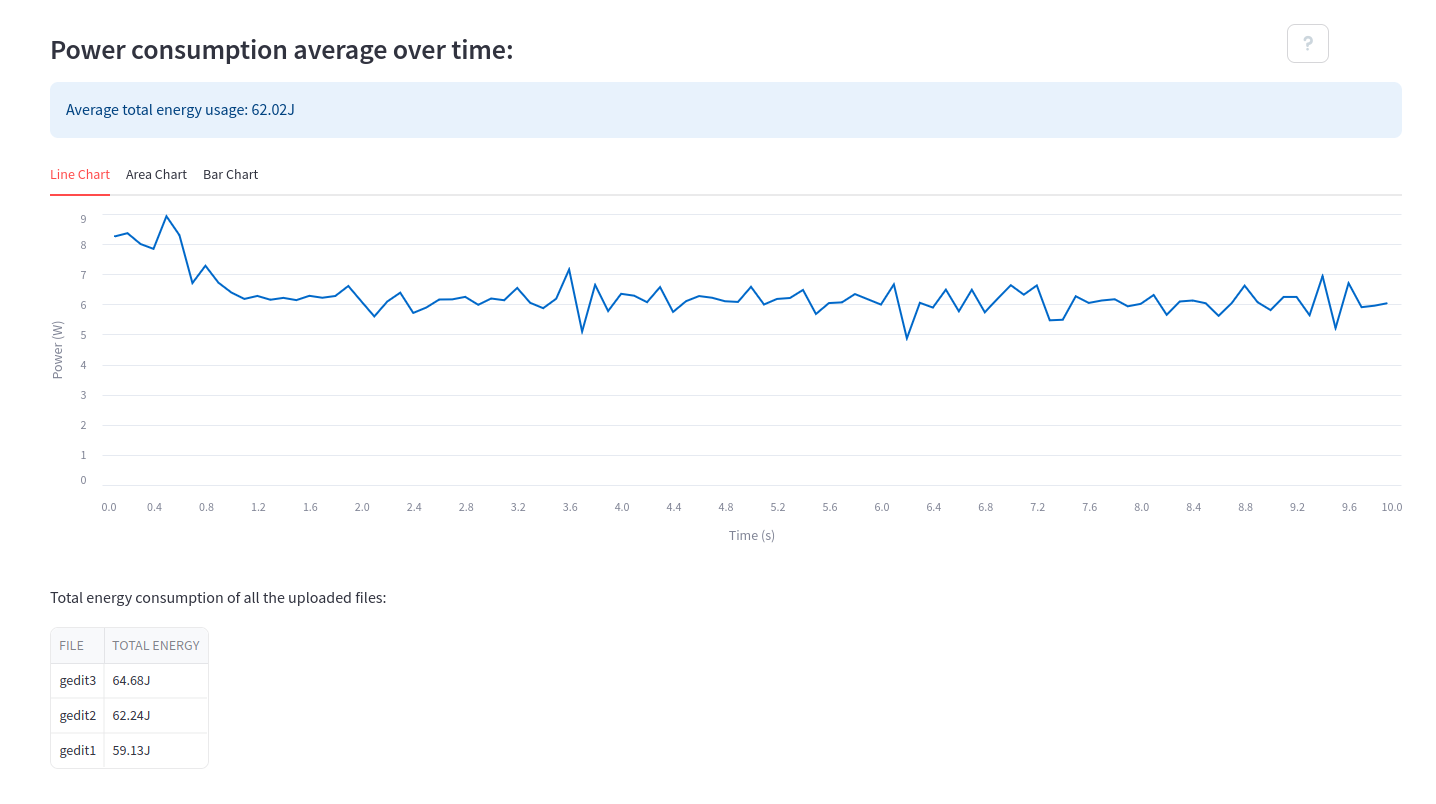 Power consumption average over time:
?
Average total energy usage: 62.02J
Line Chart Area Chart Bar Chart
9
8
7
6
5
4
3
2
1
0
Power (W)
0.0 0.4 0.8 1.2 1.6 2.0 2.4 2.8 3.2 3.6 4.0 4.4 4.8 5.2 5.6 6.0 6.4 6.8 7.2 7.6 8.0 8.4 8.8 9.2 9.6 10.0
Time (s)
Total energy consumption of all the uploaded files:
FILE TOTAL ENERGY
gedit3 64.68J
gedit2 62.24J
gedit1 59.13J